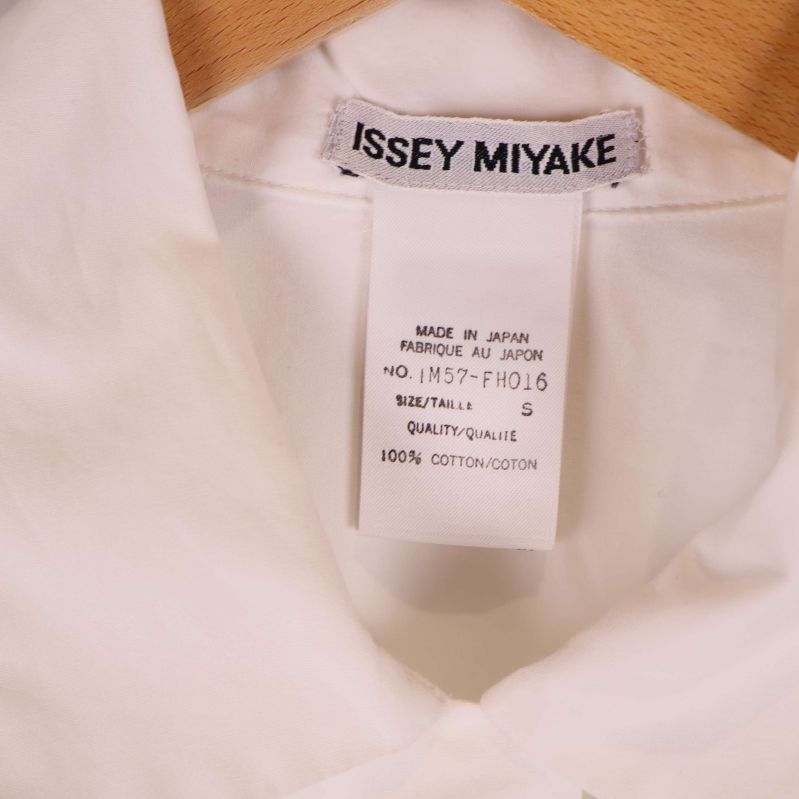 ISSEY MIYAKE
MADE IN JAPAN
FABRIQUE AU JAPON
NO. IM57-FH016
SIZE/TAILLE S
QUALITY/QUALITE
100% COTTON/COTON